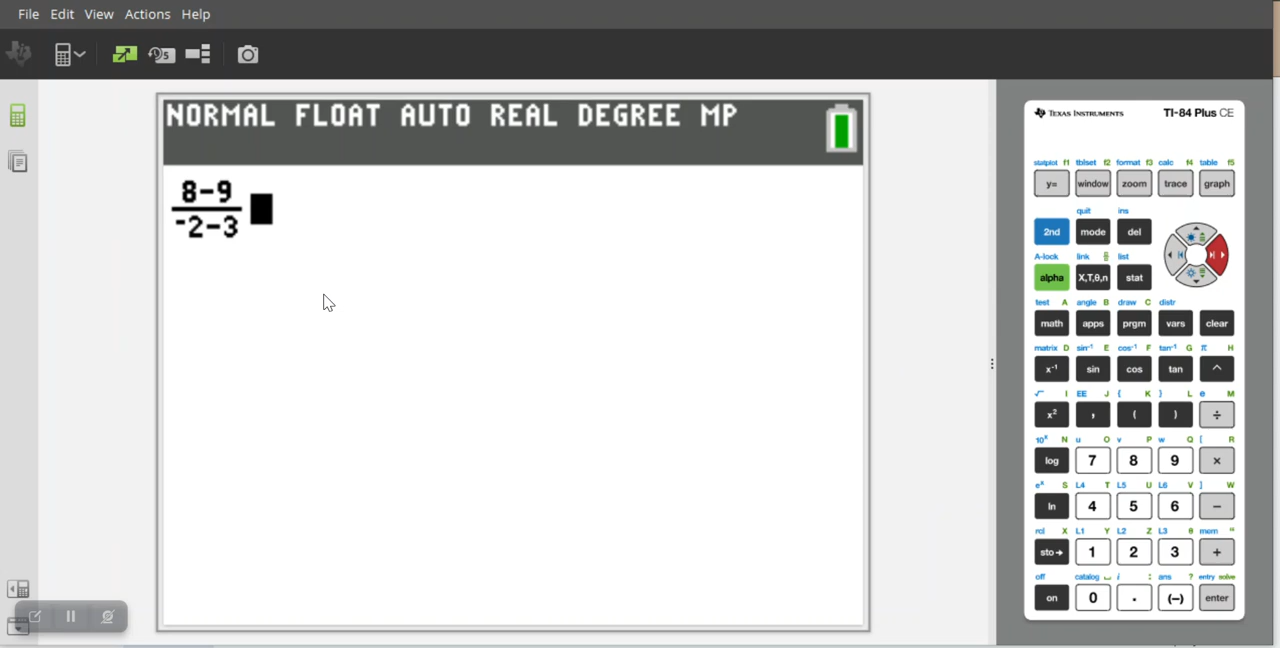 File Edit View Actions Help
NORMAL FLOAT AUTO REAL DEGREE MP
8-9
-2-3
TEXAS INSTRUMENTS TI-84 Plus CE
statplot f1 tblset f2 format f3 calc f4 table f5
y= window zoom trace graph
quit ins
2nd mode del
A-lock link list
alpha X,T,θ,n stat
test A angle B draw C distr
math apps prgm vars clear
matrix D sin⁻¹ E cos⁻¹ F tan⁻¹ G π H
x⁻¹ sin cos tan ^
√ I EE J { K } L e M
x² , ( ) ÷
10ˣ N u O v P w Q [ R
log 7 8 9 ×
eˣ S L4 T L5 U L6 V ] W
ln 4 5 6 −
rcl X L1 Y L2 Z L3 θ mem "
sto→ 1 2 3 +
off catalog i : ans ? entry solve
on 0 . (−) enter